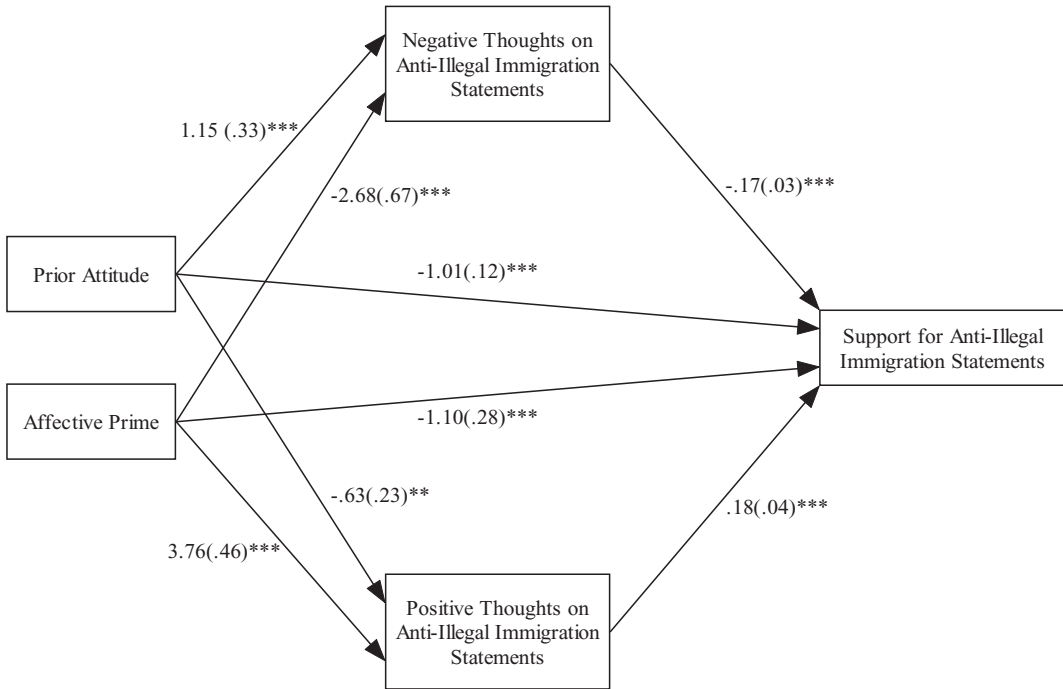 Negative Thoughts on
Anti-Illegal Immigration
Statements
1.15 (.33)***
-.17(.03)***
-2.68(.67)***
Prior Attitude
-1.01(.12)***
Support for Anti-Illegal
Immigration Statements
Affective Prime
-1.10(.28)***
-.63(.23)**
.18(.04)***
3.76(.46)***
Positive Thoughts on
Anti-Illegal Immigration
Statements